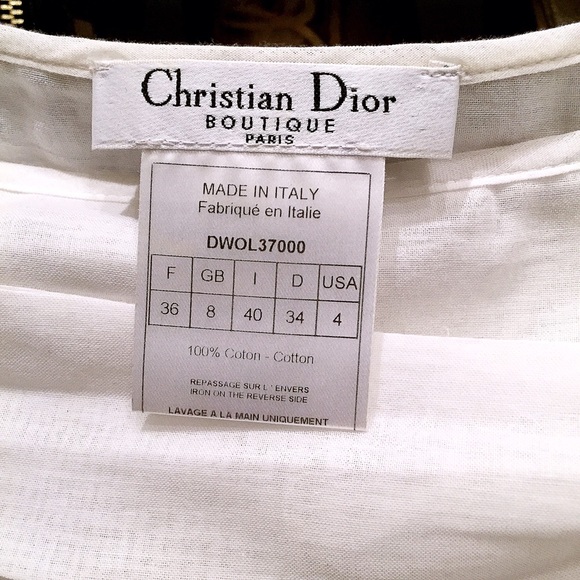 Christian Dior
BOUTIQUE
PARIS
MADE IN ITALY
Fabriqué en Italie
DWOL37000
F GB I D USA
36 8 40 34 4
100% Coton - Cotton
REPASSAGE SUR L ' ENVERS
IRON ON THE REVERSE SIDE
LAVAGE A LA MAIN UNIQUEMENT